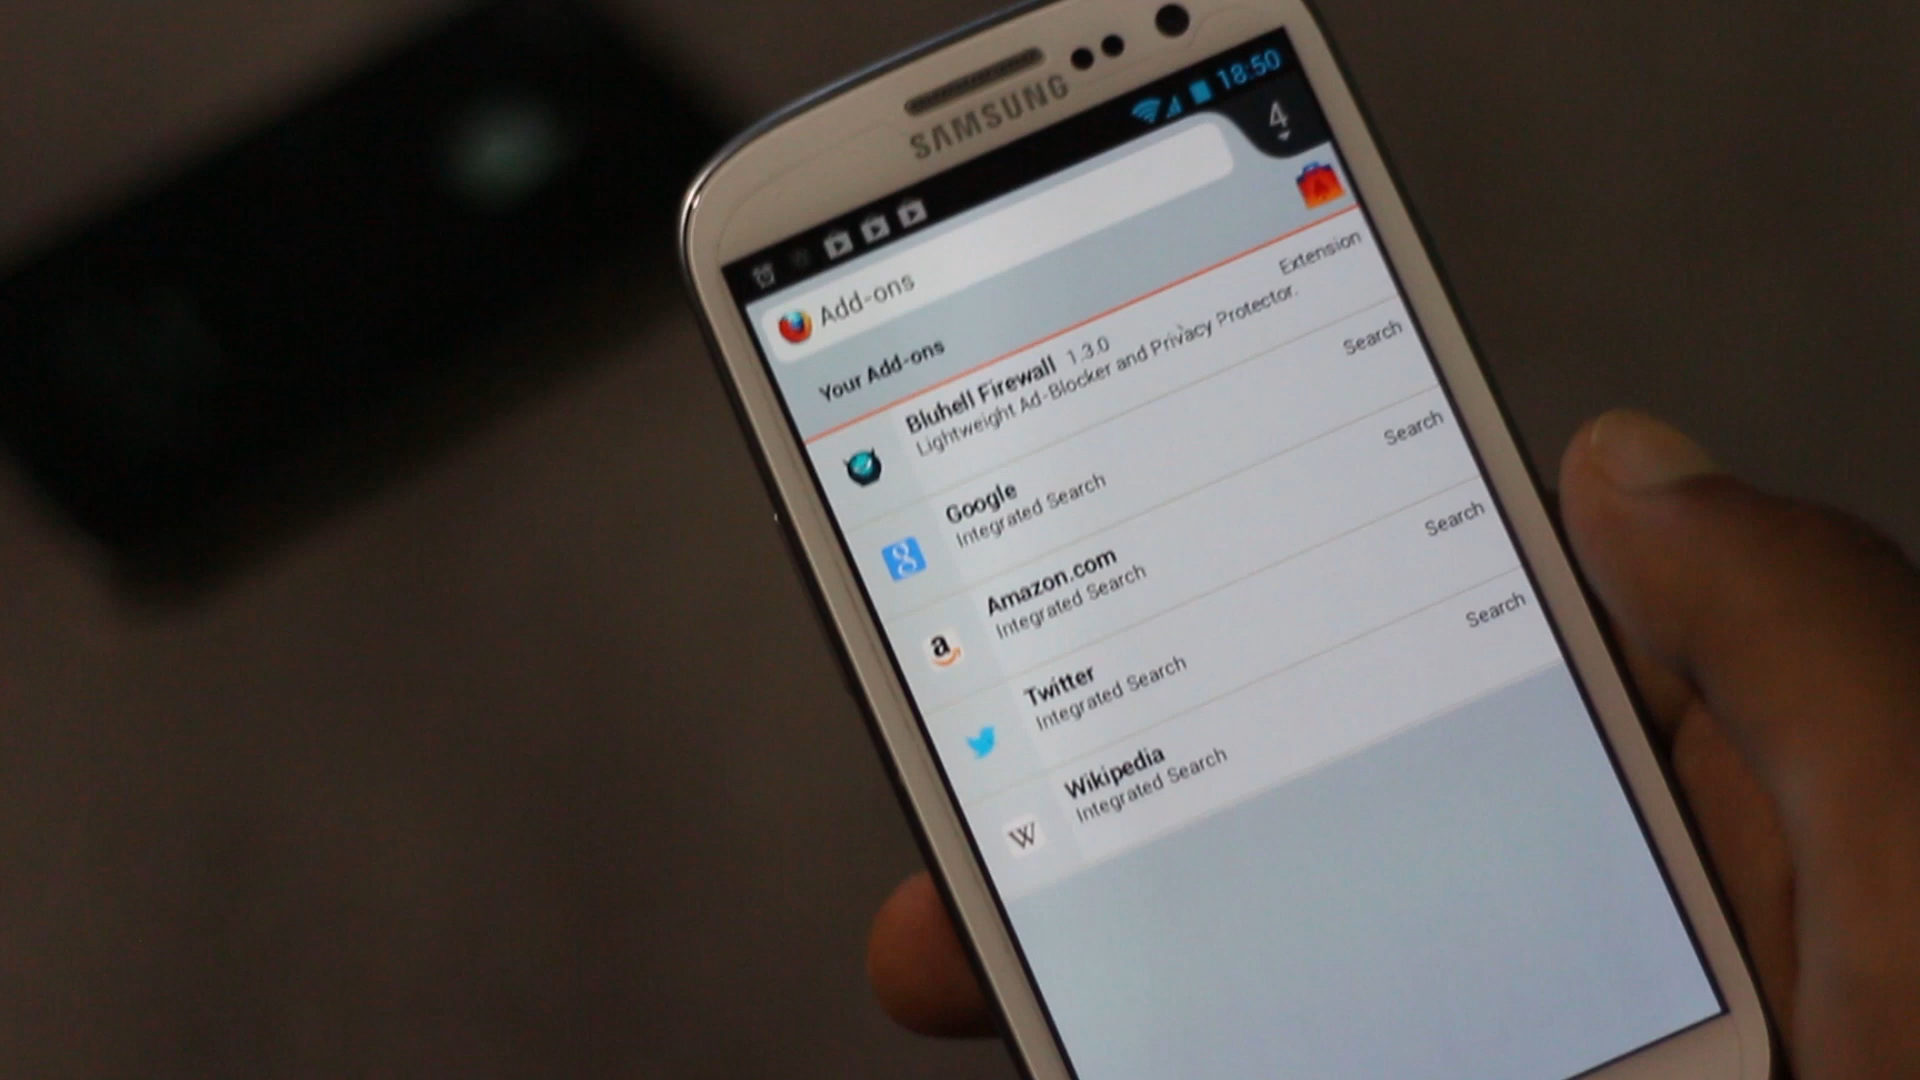 SAMSUNG
18:50
4
Add-ons
Your Add-ons
Bluhell Firewall 1.3.0 Extension
Lightweight Ad-Blocker and Privacy Protector.
Google Search
Integrated Search
Amazon.com Search
Integrated Search
Twitter Search
Integrated Search
Wikipedia Search
Integrated Search